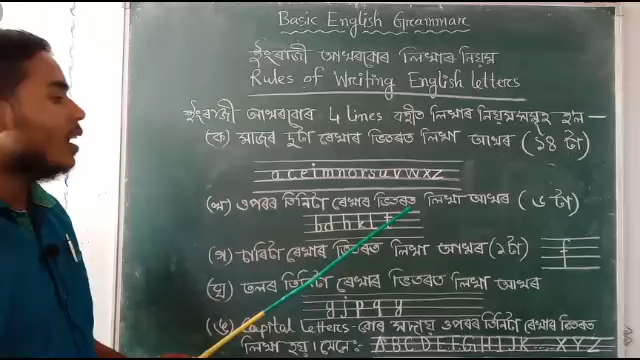 Basic English Grammar
ইংৰাজী আখৰবোৰ লিখাৰ নিয়ম
Rules of Writing English letters
ইংৰাজী আখৰবোৰ 4 Lines বহীত লিখাৰ নিয়মসমূহ হ'ল —
(ক) মাজৰ দুটা ৰেখাৰ ভিতৰত লিখা আখৰ (১৪ টা)
a c e i m n o r s u v w x z
(খ) ওপৰৰ তিনিটা ৰেখাৰ ভিতৰত লিখা আখৰ (৬ টা)
b d h k l t
(গ) চাৰিটা ৰেখাৰ ভিতৰত লিখা আখৰ (১টা) f
(ঘ) তলৰ তিনিটা ৰেখাৰ ভিতৰত লিখা আখৰ
g j p q y
(ঙ) Capital Letters বোৰ সদায় ওপৰৰ তিনিটা ৰেখাৰ ভিতৰত
লিখা হয়। যেনে: A B C D E F G H I J K ... X Y Z